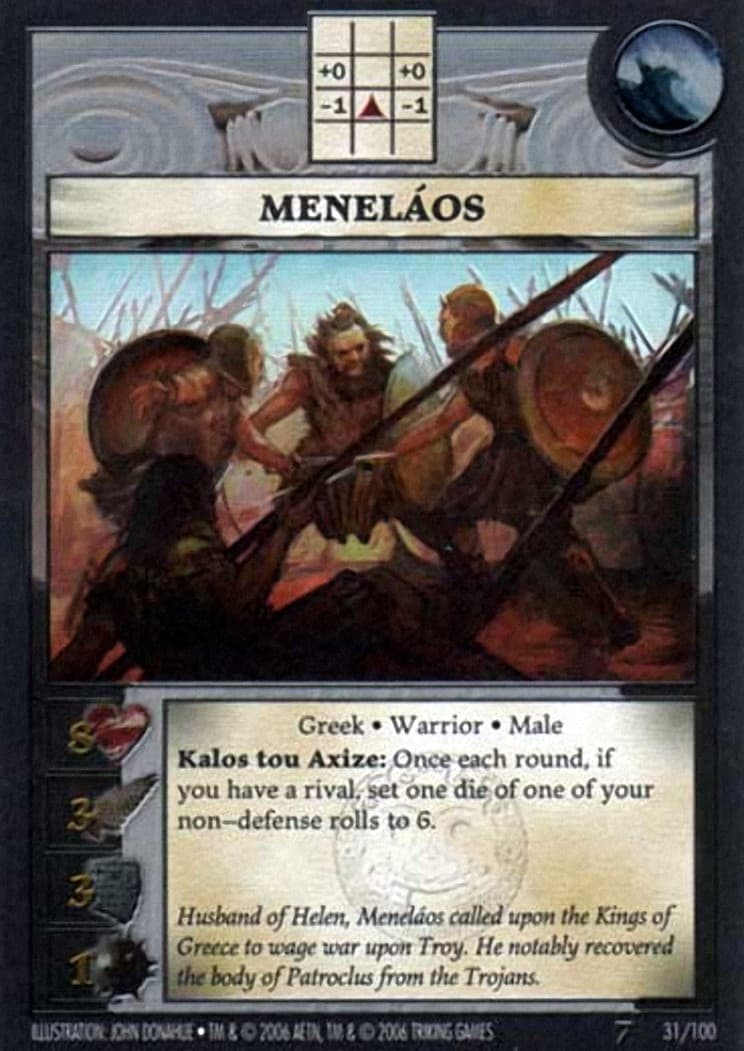 +0 +0
-1 -1
MENELÁOS
8
3
3
1
Greek • Warrior • Male
Kalos tou Axize: Once each round, if
you have a rival, set one die of one of your
non–defense rolls to 6.
Husband of Helen, Meneláos called upon the Kings of
Greece to wage war upon Troy. He notably recovered
the body of Patroclus from the Trojans.
ILLUSTRATION: JOHN DONAHUE • TM & © 2006 AETN, TM & © 2006 TRIKING GAMES 7 31/100